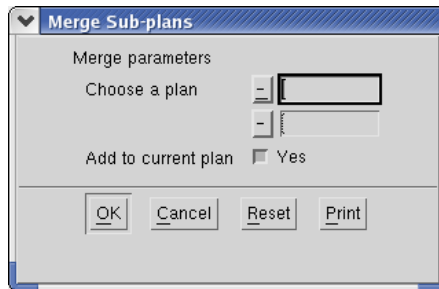 Merge Sub-plans
Merge parameters
Choose a plan
Add to current plan Yes
OK Cancel Reset Print